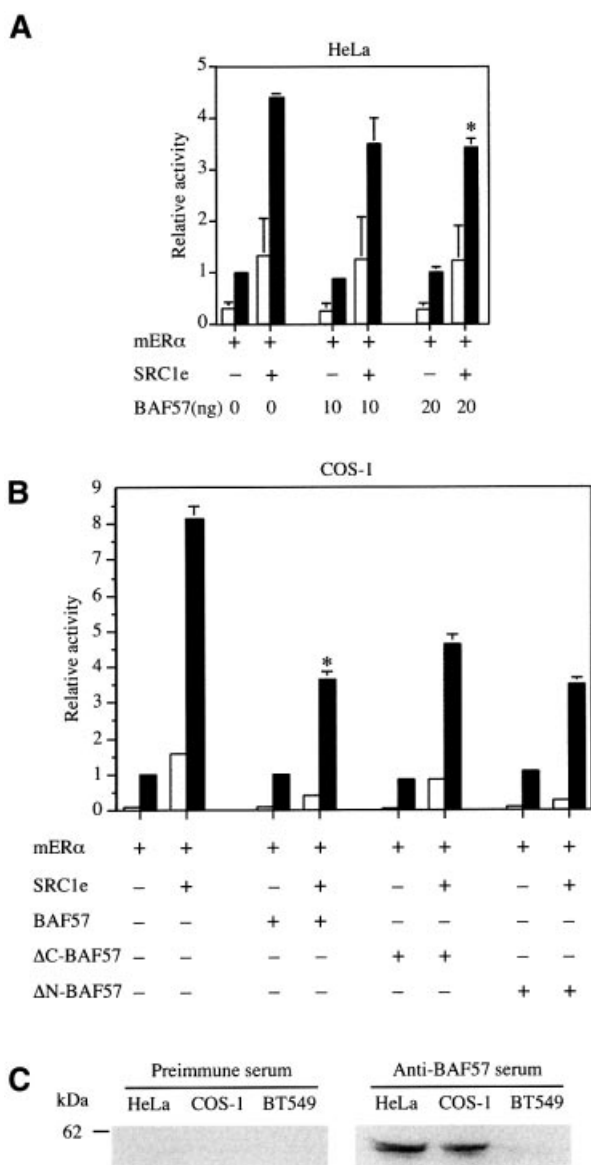 A
HeLa
5
4
3
2
1
0
Relative activity
*
mERα + + + + + +
SRC1e − + − + − +
BAF57(ng) 0 0 10 10 20 20
B
COS-1
9
8
7
6
5
4
3
2
1
0
Relative activity
*
mERα + + + + + + + +
SRC1e − + − + − + − +
BAF57 − − + + − − − −
ΔC-BAF57 − − − − + + − −
ΔN-BAF57 − − − − − − + +
C
Preimmune serum Anti-BAF57 serum
kDa HeLa COS-1 BT549 HeLa COS-1 BT549
62